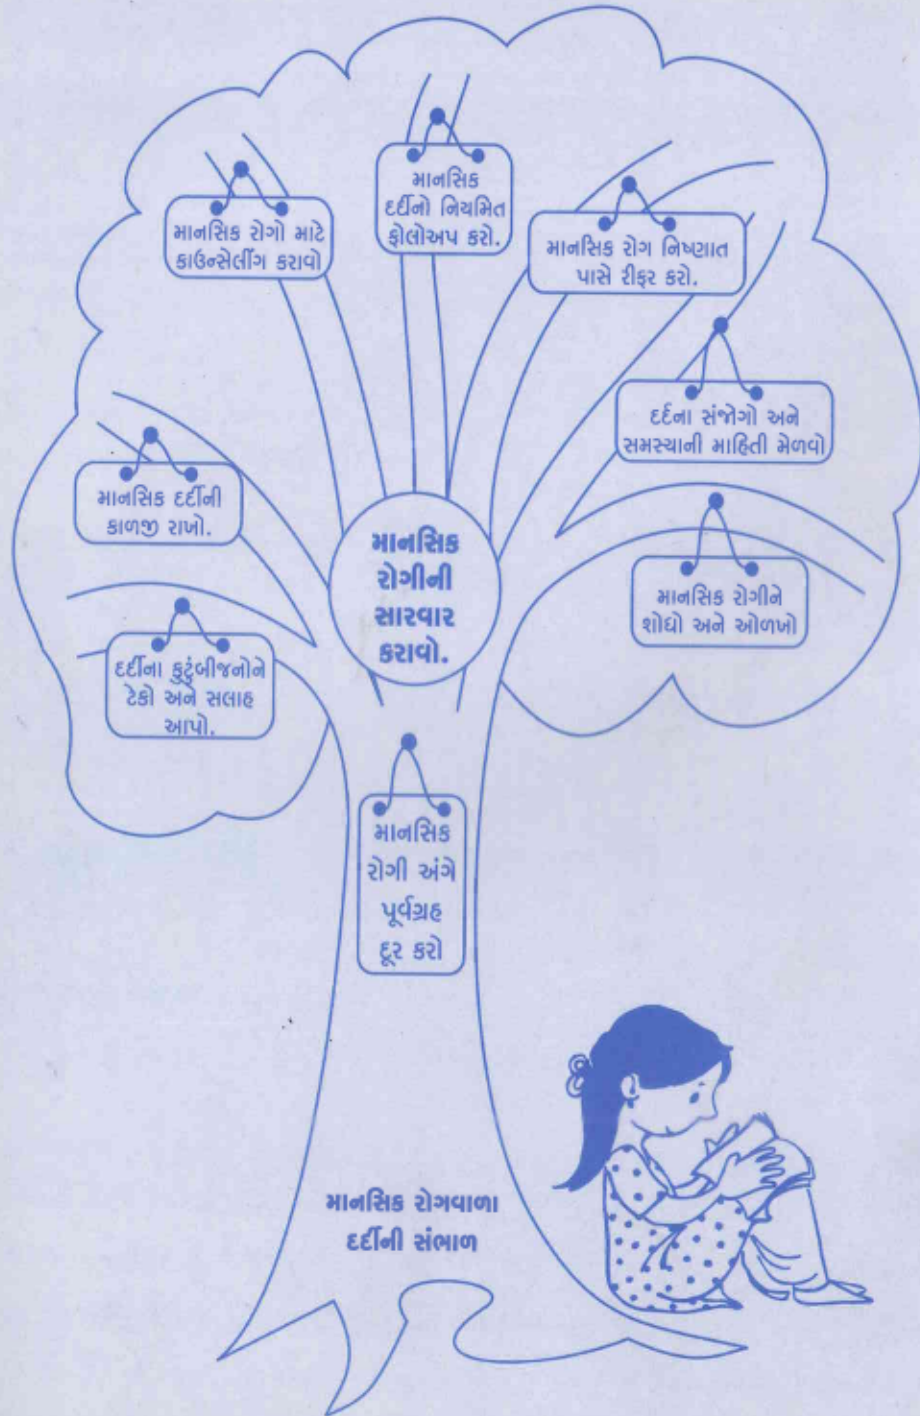 માનસિક
દર્દીનો નિયમિત
ફોલોઅપ કરો.
માનસિક રોગો માટે
કાઉન્સેલીંગ કરાવો
માનસિક રોગ નિષ્ણાત
પાસે રીફર કરો.
દર્દના સંજોગો અને
સમસ્યાની માહિતી મેળવો
માનસિક દર્દીની
કાળજી રાખો.
માનસિક
રોગીની
સારવાર
કરાવો.
માનસિક રોગીને
શોધો અને ઓળખો
દર્દીના કુટુંબીજનોને
ટેકો અને સલાહ
આપો.
માનસિક
રોગી અંગે
પૂર્વગ્રહ
દૂર કરો
માનસિક રોગવાળા
દર્દીની સંભાળ